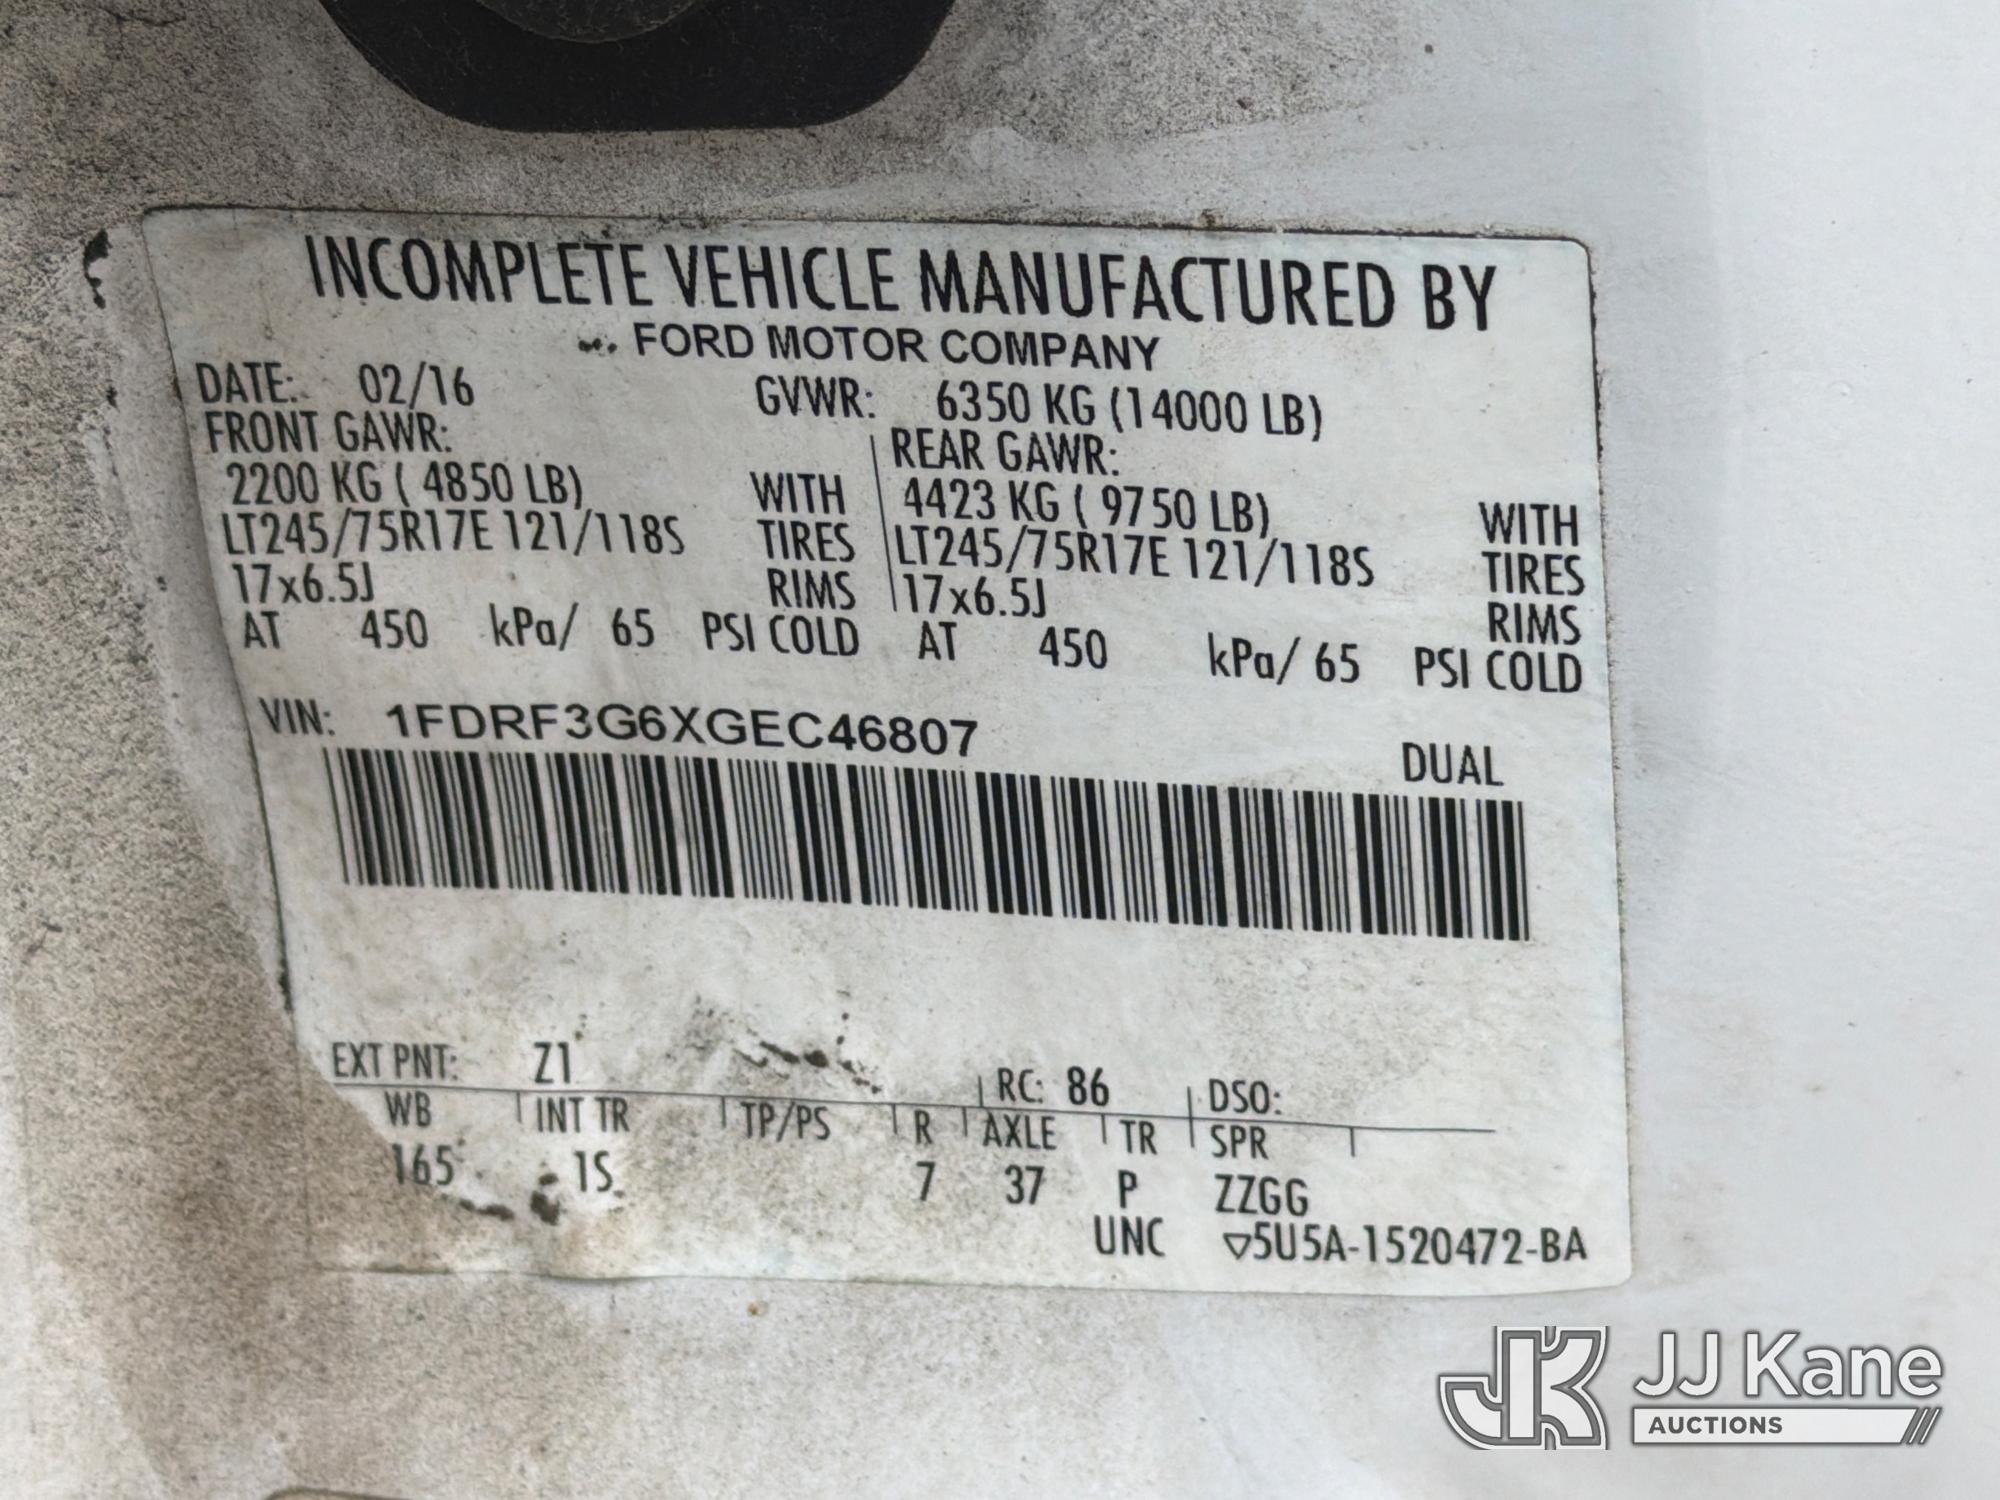 INCOMPLETE VEHICLE MANUFACTURED BY
FORD MOTOR COMPANY
DATE: 02/16 GVWR: 6350 KG (14000 LB)
FRONT GAWR: REAR GAWR:
2200 KG ( 4850 LB) WITH 4423 KG ( 9750 LB) WITH
LT245/75R17E 121/118S TIRES LT245/75R17E 121/118S TIRES
17x6.5J RIMS 17x6.5J RIMS
AT 450 kPa/ 65 PSI COLD AT 450 kPa/ 65 PSI COLD
VIN: 1FDRF3G6XGEC46807
DUAL
EXT PNT: Z1 RC: 86 DSO:
WB INT TR TP/PS R AXLE TR SPR
165 1S 7 37 P ZZGG
UNC ▽5U5A-1520472-BA
JK JJ Kane
AUCTIONS